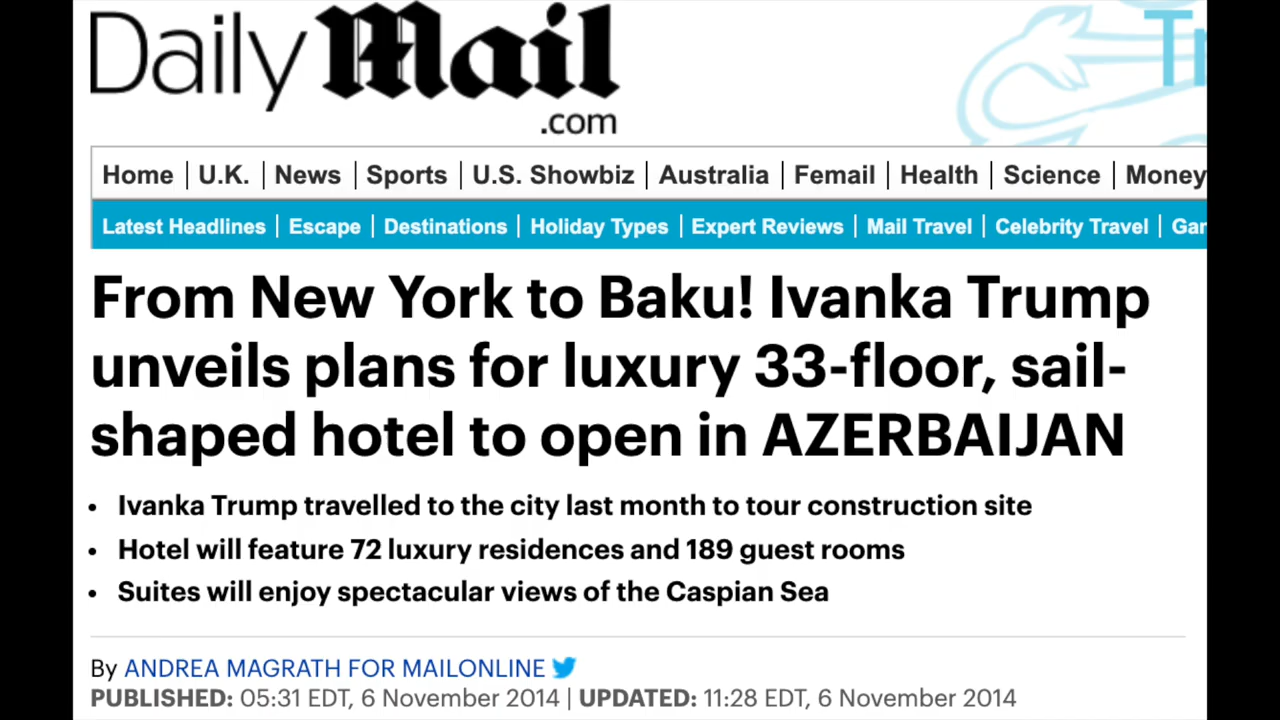 Daily Mail
.com
Home | U.K. | News | Sports | U.S. Showbiz | Australia | Femail | Health | Science | Money
Latest Headlines | Escape | Destinations | Holiday Types | Expert Reviews | Mail Travel | Celebrity Travel
From New York to Baku! Ivanka Trump
unveils plans for luxury 33-floor, sail-
shaped hotel to open in AZERBAIJAN
• Ivanka Trump travelled to the city last month to tour construction site
• Hotel will feature 72 luxury residences and 189 guest rooms
• Suites will enjoy spectacular views of the Caspian Sea
By ANDREA MAGRATH FOR MAILONLINE
PUBLISHED: 05:31 EDT, 6 November 2014 | UPDATED: 11:28 EDT, 6 November 2014